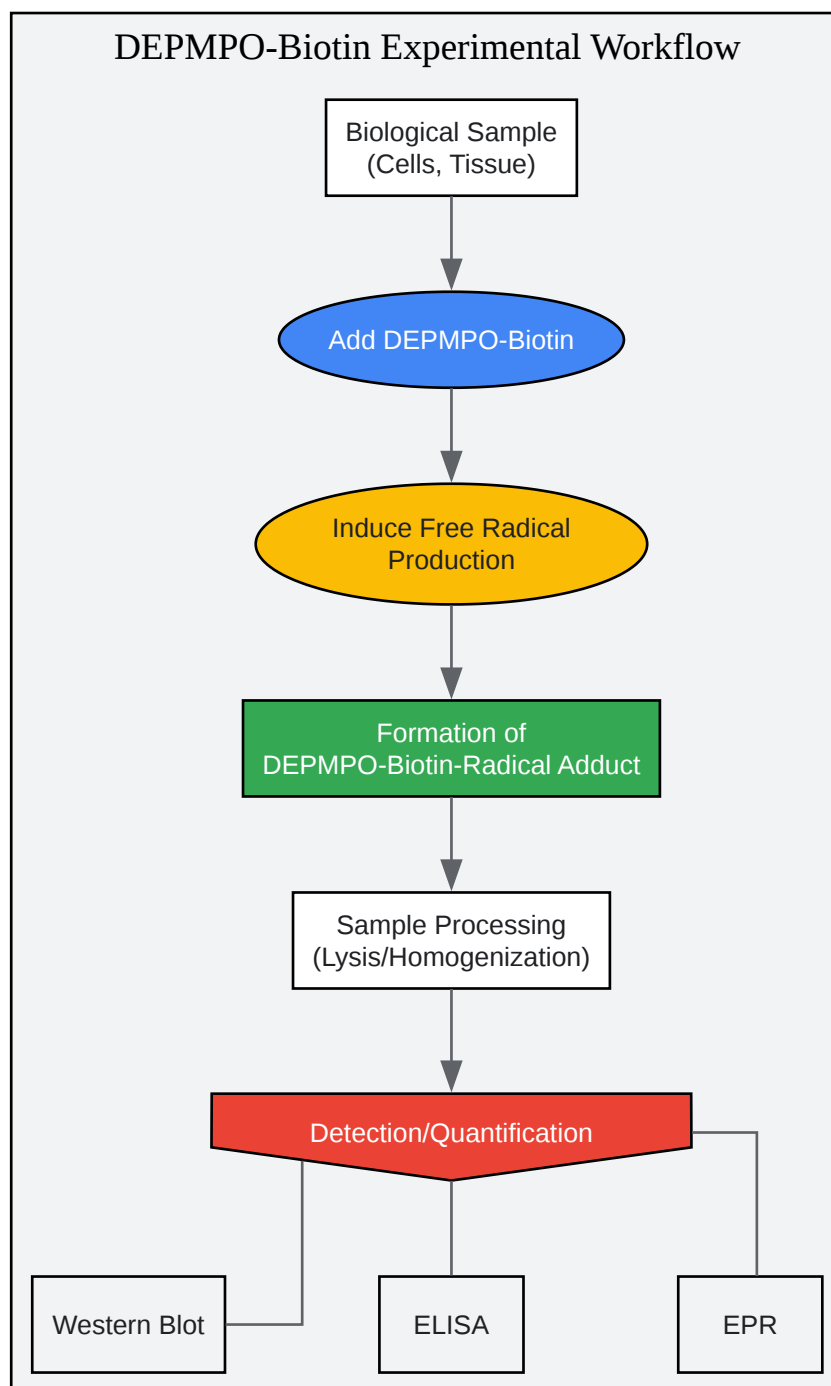 DEPMPO-Biotin Experimental Workflow
Biological Sample
(Cells, Tissue)
Add DEPMPO-Biotin
Induce Free Radical
Production
Formation of
DEPMPO-Biotin-Radical Adduct
Sample Processing
(Lysis/Homogenization)
Detection/Quantification
Western Blot
ELISA
EPR